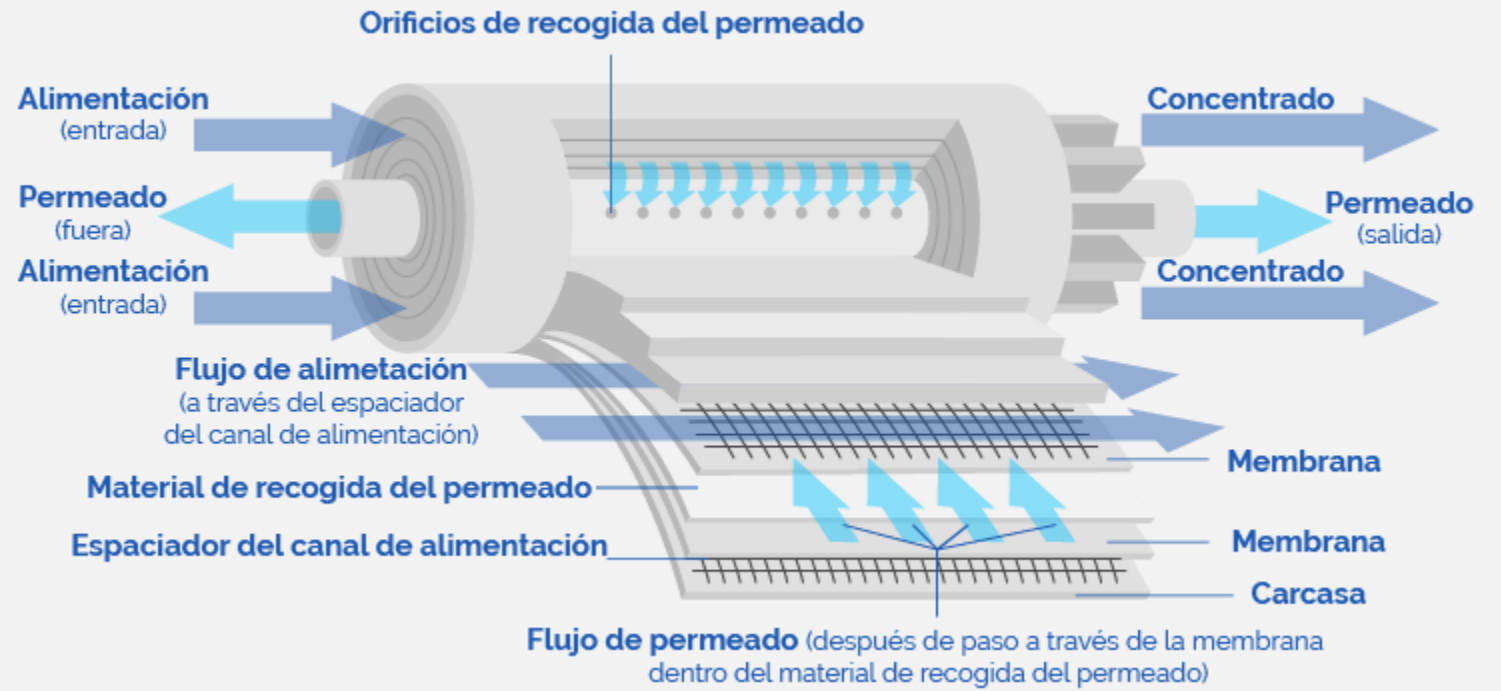 Orificios de recogida del permeado
Alimentación
(entrada)
Concentrado
Permeado
(fuera)
Permeado
(salida)
Alimentación
(entrada)
Concentrado
Flujo de alimetación
(a través del espaciador
del canal de alimentación)
Membrana
Material de recogida del permeado
Espaciador del canal de alimentación
Membrana
Carcasa
Flujo de permeado (después de paso a través de la membrana
dentro del material de recogida del permeado)